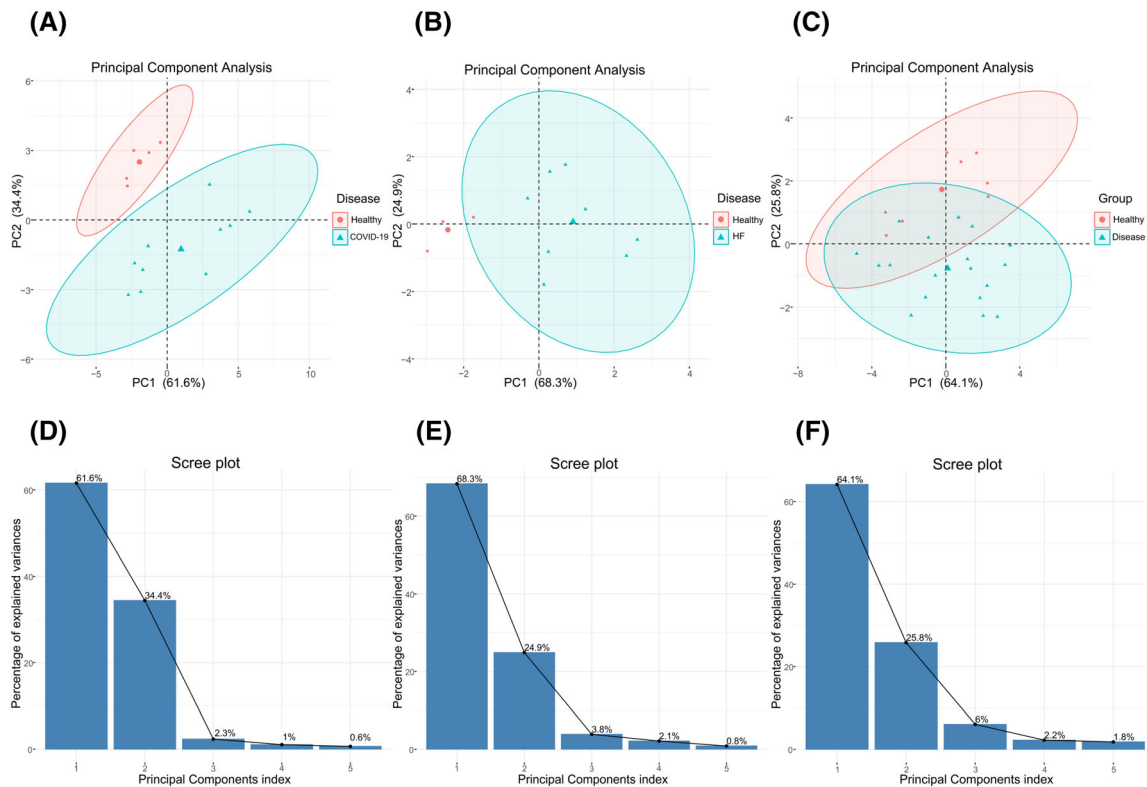 (A)
Principal Component Analysis
6
3
0
−3
−6
PC2 (34.4%)
−5
0
5
10
PC1 (61.6%)
Disease
Healthy
COVID-19
(B)
Principal Component Analysis
4
2
0
−2
−4
PC2 (24.9%)
−2
0
2
4
PC1 (68.3%)
Disease
Healthy
HF
(C)
Principal Component Analysis
4
2
0
−2
PC2 (25.8%)
−8
−4
0
4
PC1 (64.1%)
Group
Healthy
Disease
(D)
Scree plot
60
40
20
0
Percentage of explained variances
61.6%
34.4%
2.3%
1%
0.6%
1
2
3
4
5
Principal Components index
(E)
Scree plot
60
40
20
0
Percentage of explained variances
68.3%
24.9%
3.8%
2.1%
0.8%
1
2
3
4
5
Principal Components index
(F)
Scree plot
60
40
20
0
Percentage of explained variances
64.1%
25.8%
6%
2.2%
1.8%
1
2
3
4
5
Principal Components index